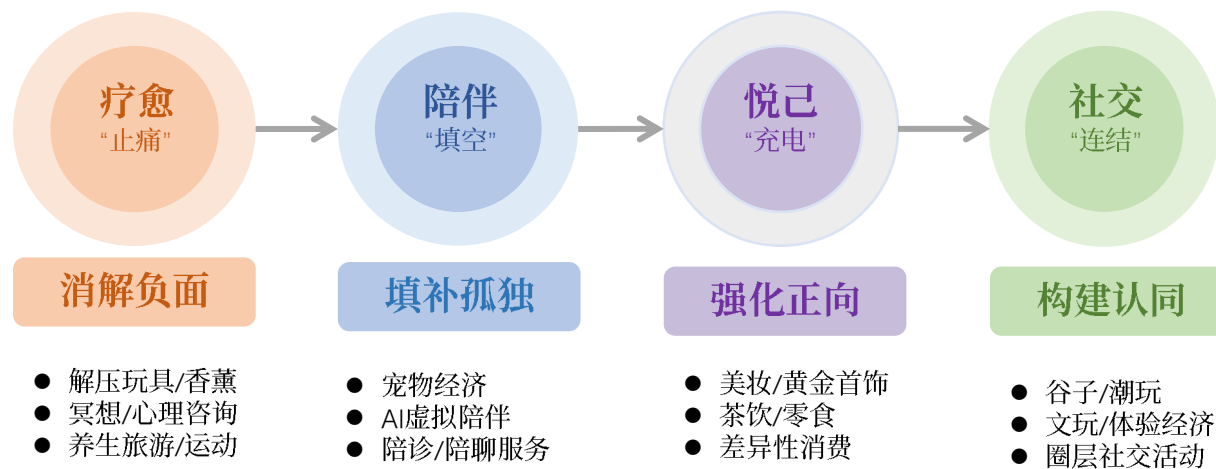 疗愈
“止痛”
陪伴
“填空”
悦己
“充电”
社交
“连结”
消解负面
填补孤独
强化正向
构建认同
● 解压玩具/香薰
● 冥想/心理咨询
● 养生旅游/运动
● 宠物经济
● AI虚拟陪伴
● 陪诊/陪聊服务
● 美妆/黄金首饰
● 茶饮/零食
● 差异性消费
● 谷子/潮玩
● 文玩/体验经济
● 圈层社交活动